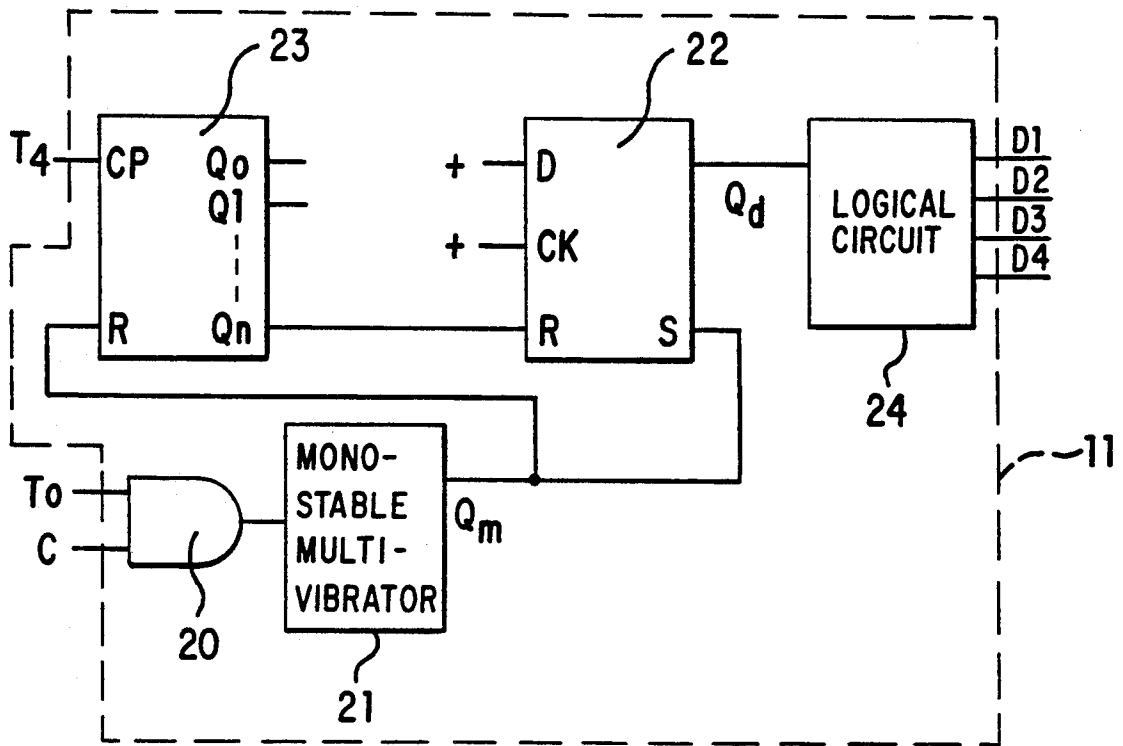 23
22
T4
CP
Qo
Q1
R
Qn
+
D
+
CK
R
S
Qd
LOGICAL
CIRCUIT
D1
D2
D3
D4
24
11
To
C
20
MONO-
STABLE
MULTI-
VIBRATOR
Qm
21